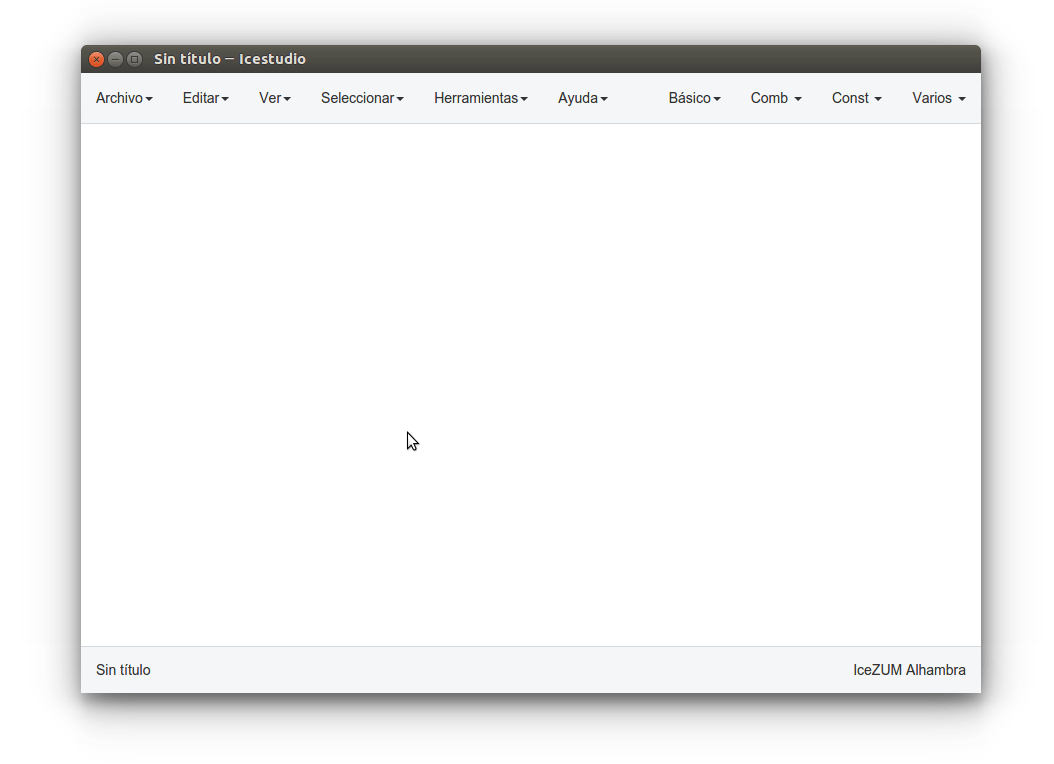 Sin título – Icestudio
Archivo Editar Ver Seleccionar Herramientas Ayuda Básico Comb Const Varios
Sin título IceZUM Alhambra